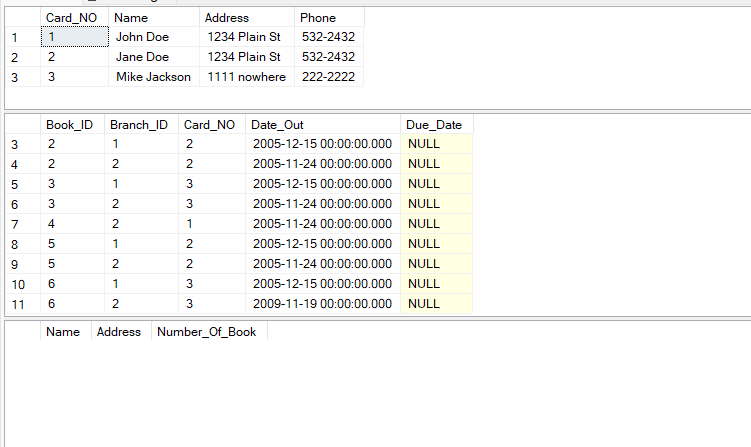 Card_NO Name Address Phone
1 1 John Doe 1234 Plain St 532-2432
2 2 Jane Doe 1234 Plain St 532-2432
3 3 Mike Jackson 1111 nowhere 222-2222
Book_ID Branch_ID Card_NO Date_Out Due_Date
3 2 1 2 2005-12-15 00:00:00.000 NULL
4 2 2 2 2005-11-24 00:00:00.000 NULL
5 3 1 3 2005-12-15 00:00:00.000 NULL
6 3 2 3 2005-11-24 00:00:00.000 NULL
7 4 2 1 2005-11-24 00:00:00.000 NULL
8 5 1 2 2005-12-15 00:00:00.000 NULL
9 5 2 2 2005-11-24 00:00:00.000 NULL
10 6 1 3 2005-12-15 00:00:00.000 NULL
11 6 2 3 2009-11-19 00:00:00.000 NULL
Name Address Number_Of_Book